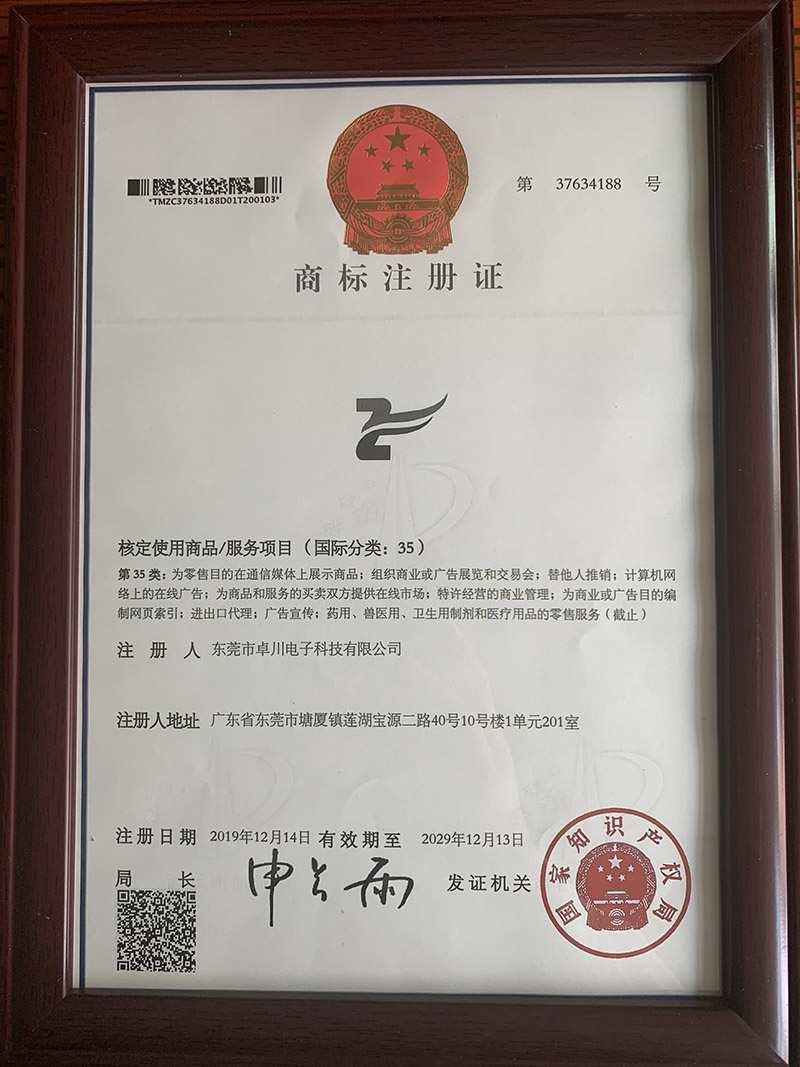 第 37634188 号
*TMZC37634188D01T200103*
商标注册证
核定使用商品/服务项目（国际分类：35）
第35类：为零售目的在通信媒体上展示商品；组织商业或广告展览和交易会；替他人推销；计算机网
络上的在线广告；为商品和服务的买卖双方提供在线市场；特许经营的商业管理；为商业或广告目的编
制网页索引；进出口代理；广告宣传；药用、兽医用、卫生用制剂和医疗用品的零售服务（截止）
注册人 东莞市卓川电子科技有限公司
注册人地址 广东省东莞市塘厦镇莲湖宝源二路40号10号楼1单元201室
注册日期 2019年12月14日 有效期至 2029年12月13日
局长 申长雨 发证机关
国家知识产权局